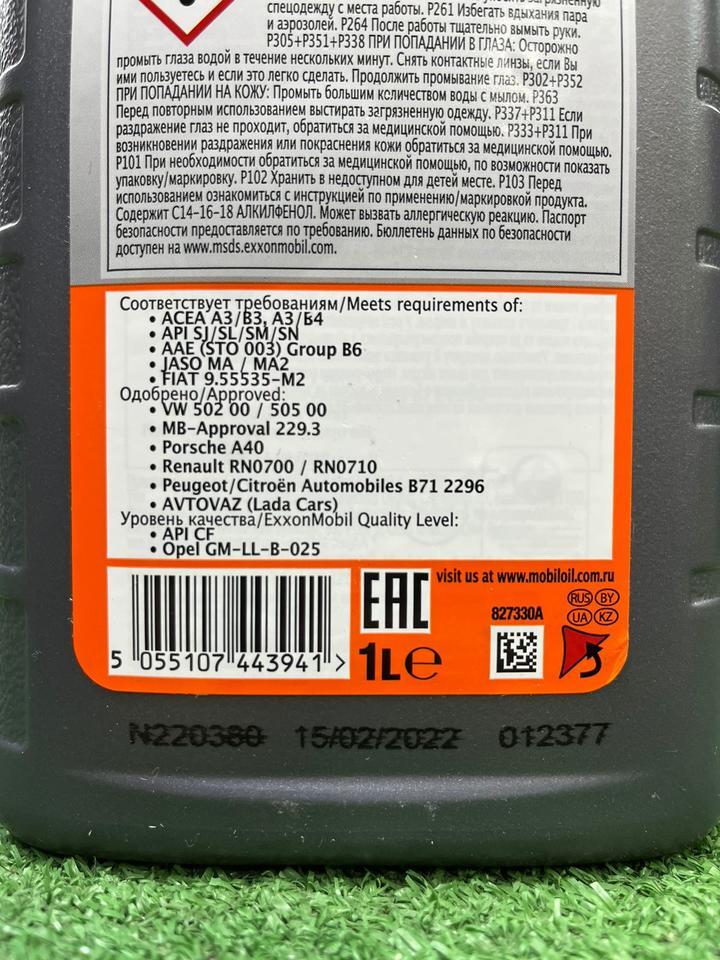 спецодежду с места работы. P261 Избегать вдыхания пара
и аэрозолей. P264 После работы тщательно вымыть руки.
P305+P351+P338 ПРИ ПОПАДАНИИ В ГЛАЗА: Осторожно
промыть глаза водой в течение нескольких минут. Снять контактные линзы, если Вы
ими пользуетесь и если это легко сделать. Продолжить промывание глаз. P302+P352
ПРИ ПОПАДАНИИ НА КОЖУ: Промыть большим количеством воды с мылом. P363
Перед повторным использованием выстирать загрязненную одежду. P337+P311 Если
раздражение глаз не проходит, обратиться за медицинской помощью. P333+P311 При
возникновении раздражения или покраснения кожи обратиться за медицинской помощью.
P101 При необходимости обратиться за медицинской помощью, по возможности показать
упаковку/маркировку. P102 Хранить в недоступном для детей месте. P103 Перед
использованием ознакомиться с инструкцией по применению/маркировкой продукта.
Содержит C14-16-18 АЛКИЛФЕНОЛ. Может вызвать аллергическую реакцию. Паспорт
безопасности предоставляется по требованию. Бюллетень данных по безопасности
доступен на www.msds.exxonmobil.com.
Соответствует требованиям/Meets requirements of:
• ACEA A3/B3, A3/B4
• API SJ/SL/SM/SN
• AAE (STO 003) Group B6
• JASO MA / MA2
• FIAT 9.55535-M2
Одобрено/Approved:
• VW 502 00 / 505 00
• MB-Approval 229.3
• Porsche A40
• Renault RN0700 / RN0710
• Peugeot/Citroën Automobiles B71 2296
• AVTOVAZ (Lada Cars)
Уровень качества/ExxonMobil Quality Level:
• API CF
• Opel GM-LL-B-025
visit us at www.mobiloil.com.ru
EAC
827330A
RUS BY
UA KZ
5 055107 443941 >
1L e
N220380 15/02/2022 012377